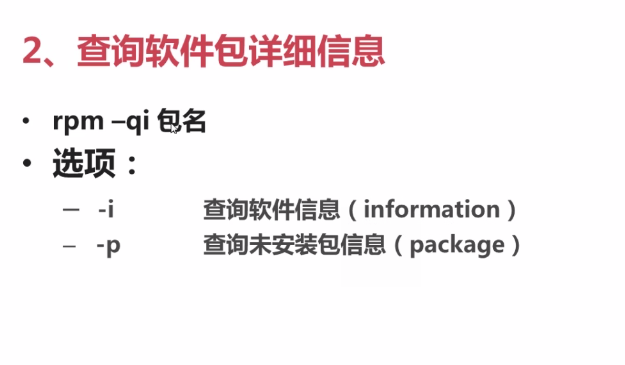 2、查询软件包详细信息
• rpm –qi 包名
• 选项：
– -i 查询软件信息（information）
– -p 查询未安装包信息（package）